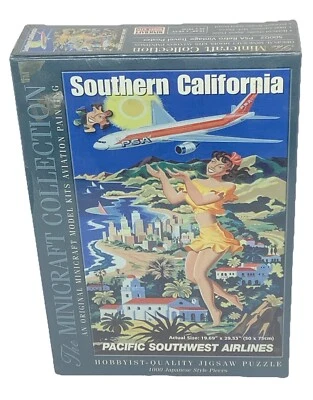 The Minicraft Collection
Southern California
PSA
The MINICRAFT COLLECTION
AN ORIGINAL MINICRAFT MODEL KITS AVIATION PAINTING
Actual Size: 19.69" x 29.53" (50 x 75cm)
PACIFIC SOUTHWEST AIRLINES
HOBBYIST-QUALITY JIGSAW PUZZLE
1000 Japanese Style Pieces